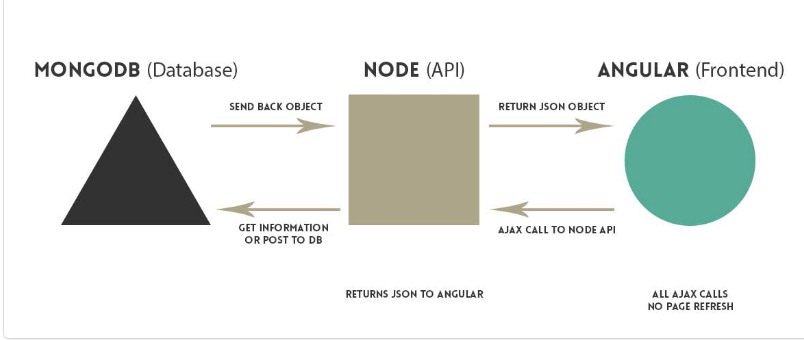 MONGODB (Database)
NODE (API)
ANGULAR (Frontend)
SEND BACK OBJECT
RETURN JSON OBJECT
GET INFORMATION
OR POST TO DB
AJAX CALL TO NODE API
RETURNS JSON TO ANGULAR
ALL AJAX CALLS
NO PAGE REFRESH